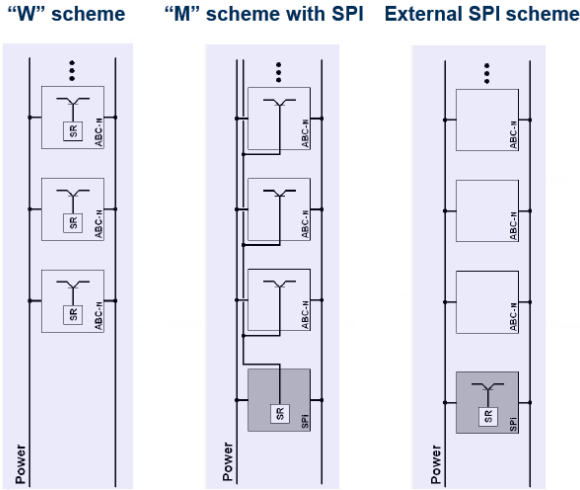 “W” scheme
“M” scheme with SPI
External SPI scheme
SR
ABC-N
SR
ABC-N
SR
ABC-N
Power
ABC-N
ABC-N
ABC-N
SR
SPi
Power
ABC-N
ABC-N
ABC-N
SR
SPi
Power